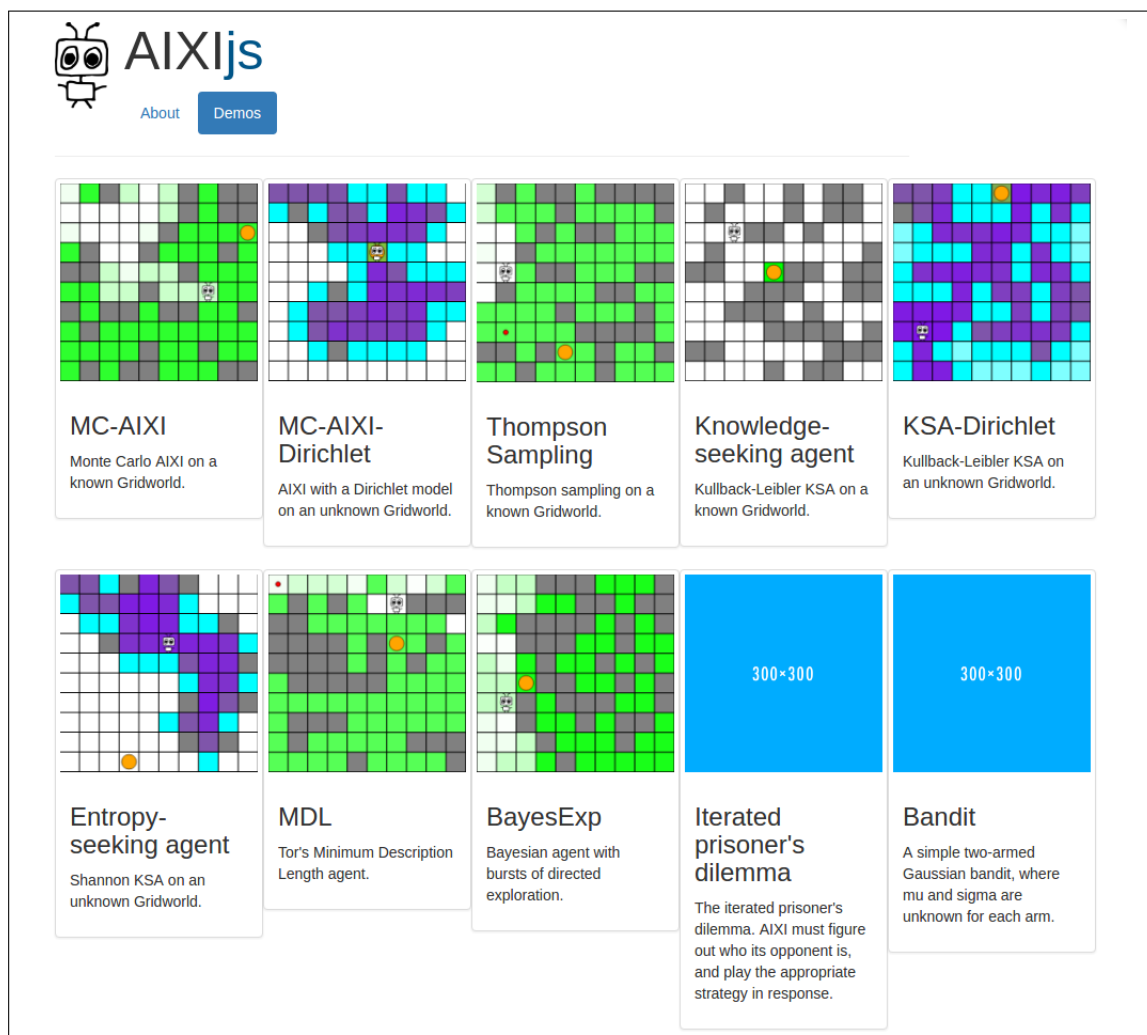 AIXIjs
About
Demos
MC-AIXI
Monte Carlo AIXI on a
known Gridworld.
MC-AIXI-
Dirichlet
AIXI with a Dirichlet model
on an unknown Gridworld.
Thompson
Sampling
Thompson sampling on a
known Gridworld.
Knowledge-
seeking agent
Kullback-Leibler KSA on a
known Gridworld.
KSA-Dirichlet
Kullback-Leibler KSA on
an unknown Gridworld.
Entropy-
seeking agent
Shannon KSA on an
unknown Gridworld.
MDL
Tor's Minimum Description
Length agent.
BayesExp
Bayesian agent with
bursts of directed
exploration.
300×300
Iterated
prisoner's
dilemma
The iterated prisoner's
dilemma. AIXI must figure
out who its opponent is,
and play the appropriate
strategy in response.
300×300
Bandit
A simple two-armed
Gaussian bandit, where
mu and sigma are
unknown for each arm.